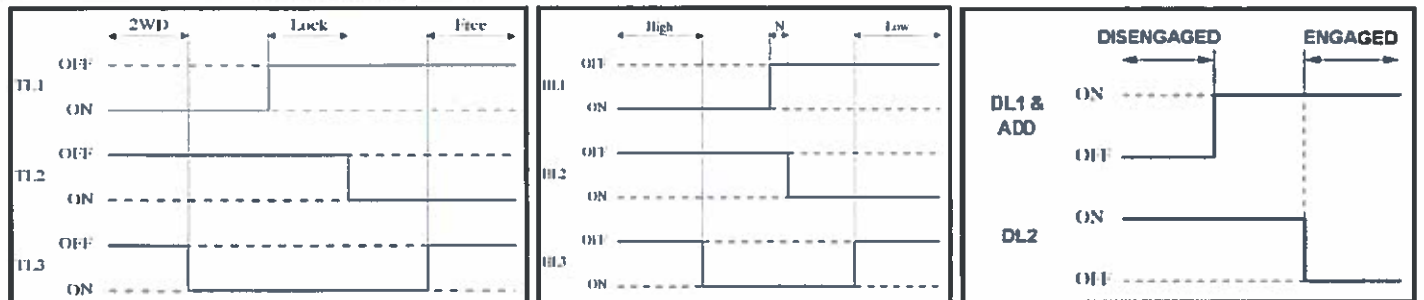 2WD Lock Free
OFF
TL1
ON
OFF
TL2
ON
OFF
TL3
ON
High N Low
OFF
HL1
ON
OFF
HL2
ON
OFF
HL3
ON
DISENGAGED ENGAGED
ON
DL1 &
ADD
OFF
ON
DL2
OFF